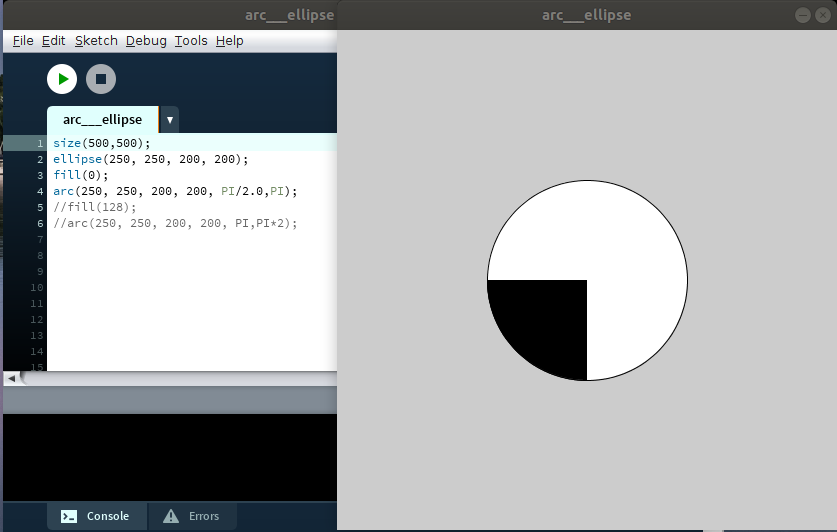 arc___ellipse
arc___ellipse
File Edit Sketch Debug Tools Help
arc___ellipse
1 size(500,500);
2 ellipse(250, 250, 200, 200);
3 fill(0);
4 arc(250, 250, 200, 200, PI/2.0,PI);
5 //fill(128);
6 //arc(250, 250, 200, 200, PI,PI*2);
7
8
9
10
11
12
13
14
15
Console Errors